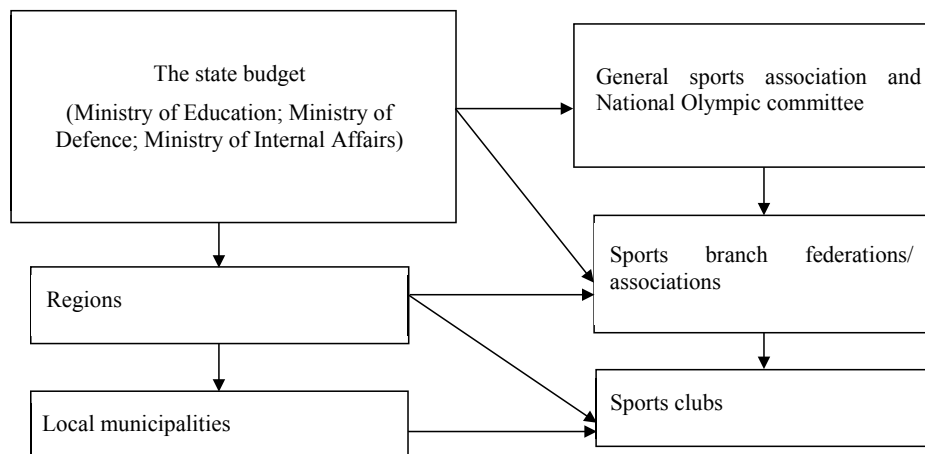 The state budget
(Ministry of Education; Ministry of
Defence; Ministry of Internal Affairs)
General sports association and
National Olympic committee
Sports branch federations/
associations
Regions
Sports clubs
Local municipalities